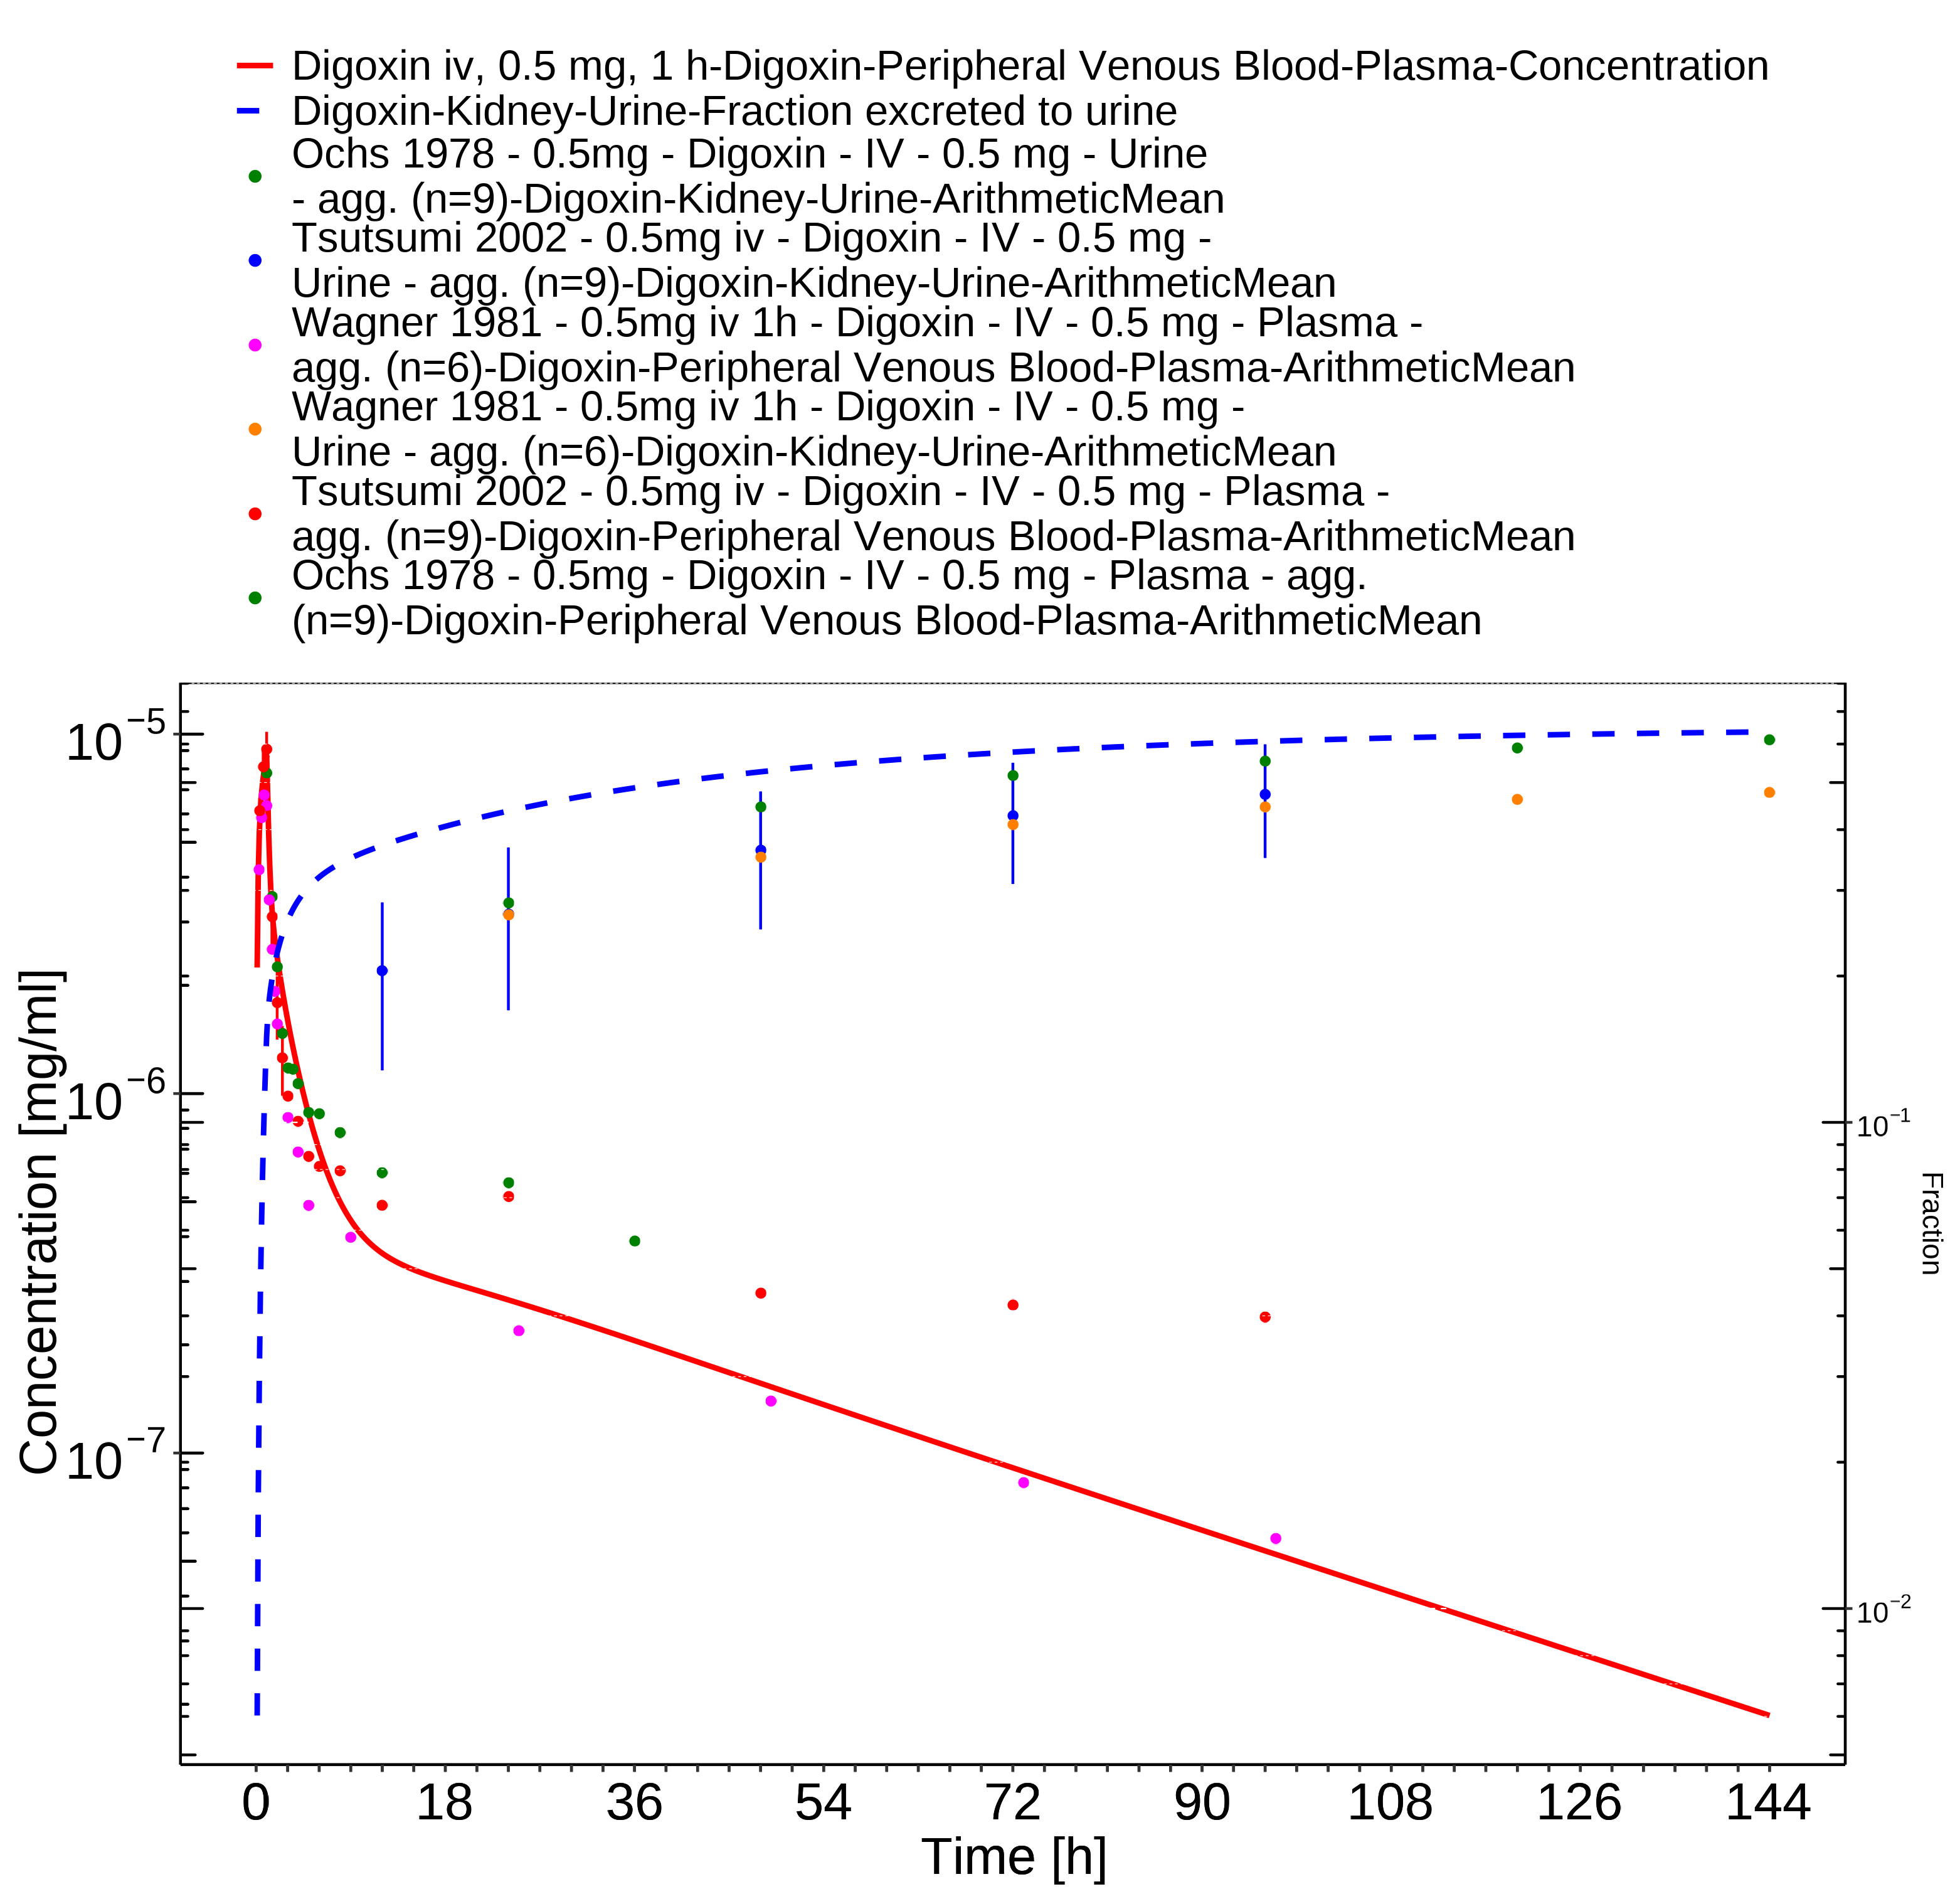 Digoxin iv, 0.5 mg, 1 h-Digoxin-Peripheral Venous Blood-Plasma-Concentration
Digoxin-Kidney-Urine-Fraction excreted to urine
Ochs 1978 - 0.5mg - Digoxin - IV - 0.5 mg - Urine
- agg. (n=9)-Digoxin-Kidney-Urine-ArithmeticMean
Tsutsumi 2002 - 0.5mg iv - Digoxin - IV - 0.5 mg -
Urine - agg. (n=9)-Digoxin-Kidney-Urine-ArithmeticMean
Wagner 1981 - 0.5mg iv 1h - Digoxin - IV - 0.5 mg - Plasma -
agg. (n=6)-Digoxin-Peripheral Venous Blood-Plasma-ArithmeticMean
Wagner 1981 - 0.5mg iv 1h - Digoxin - IV - 0.5 mg -
Urine - agg. (n=6)-Digoxin-Kidney-Urine-ArithmeticMean
Tsutsumi 2002 - 0.5mg iv - Digoxin - IV - 0.5 mg - Plasma -
agg. (n=9)-Digoxin-Peripheral Venous Blood-Plasma-ArithmeticMean
Ochs 1978 - 0.5mg - Digoxin - IV - 0.5 mg - Plasma - agg.
(n=9)-Digoxin-Peripheral Venous Blood-Plasma-ArithmeticMean
10⁻⁵
10⁻⁶
10⁻⁷
Concentration [mg/ml]
10⁻¹
10⁻²
Fraction
0 18 36 54 72 90 108 126 144
Time [h]